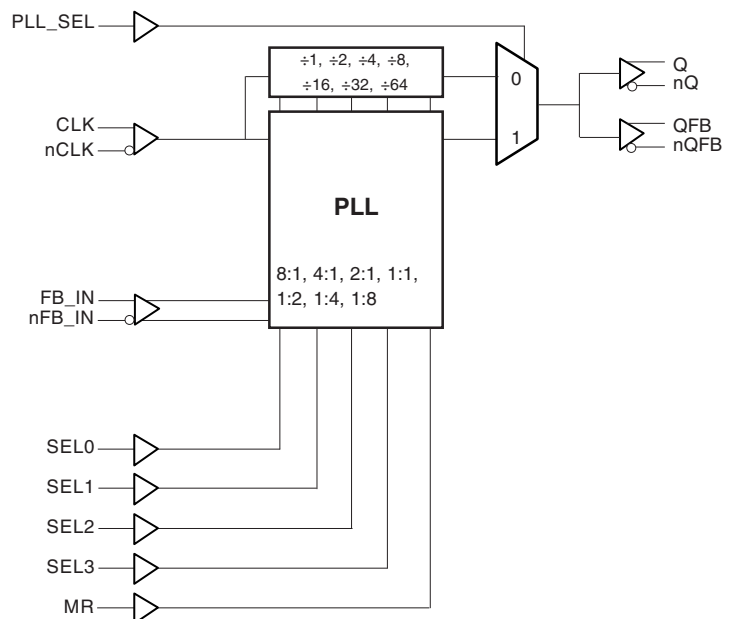 PLL_SEL
÷1, ÷2, ÷4, ÷8,
÷16, ÷32, ÷64
0
1
Q
nQ
QFB
nQFB
CLK
nCLK
PLL
8:1, 4:1, 2:1, 1:1,
1:2, 1:4, 1:8
FB_IN
nFB_IN
SEL0
SEL1
SEL2
SEL3
MR